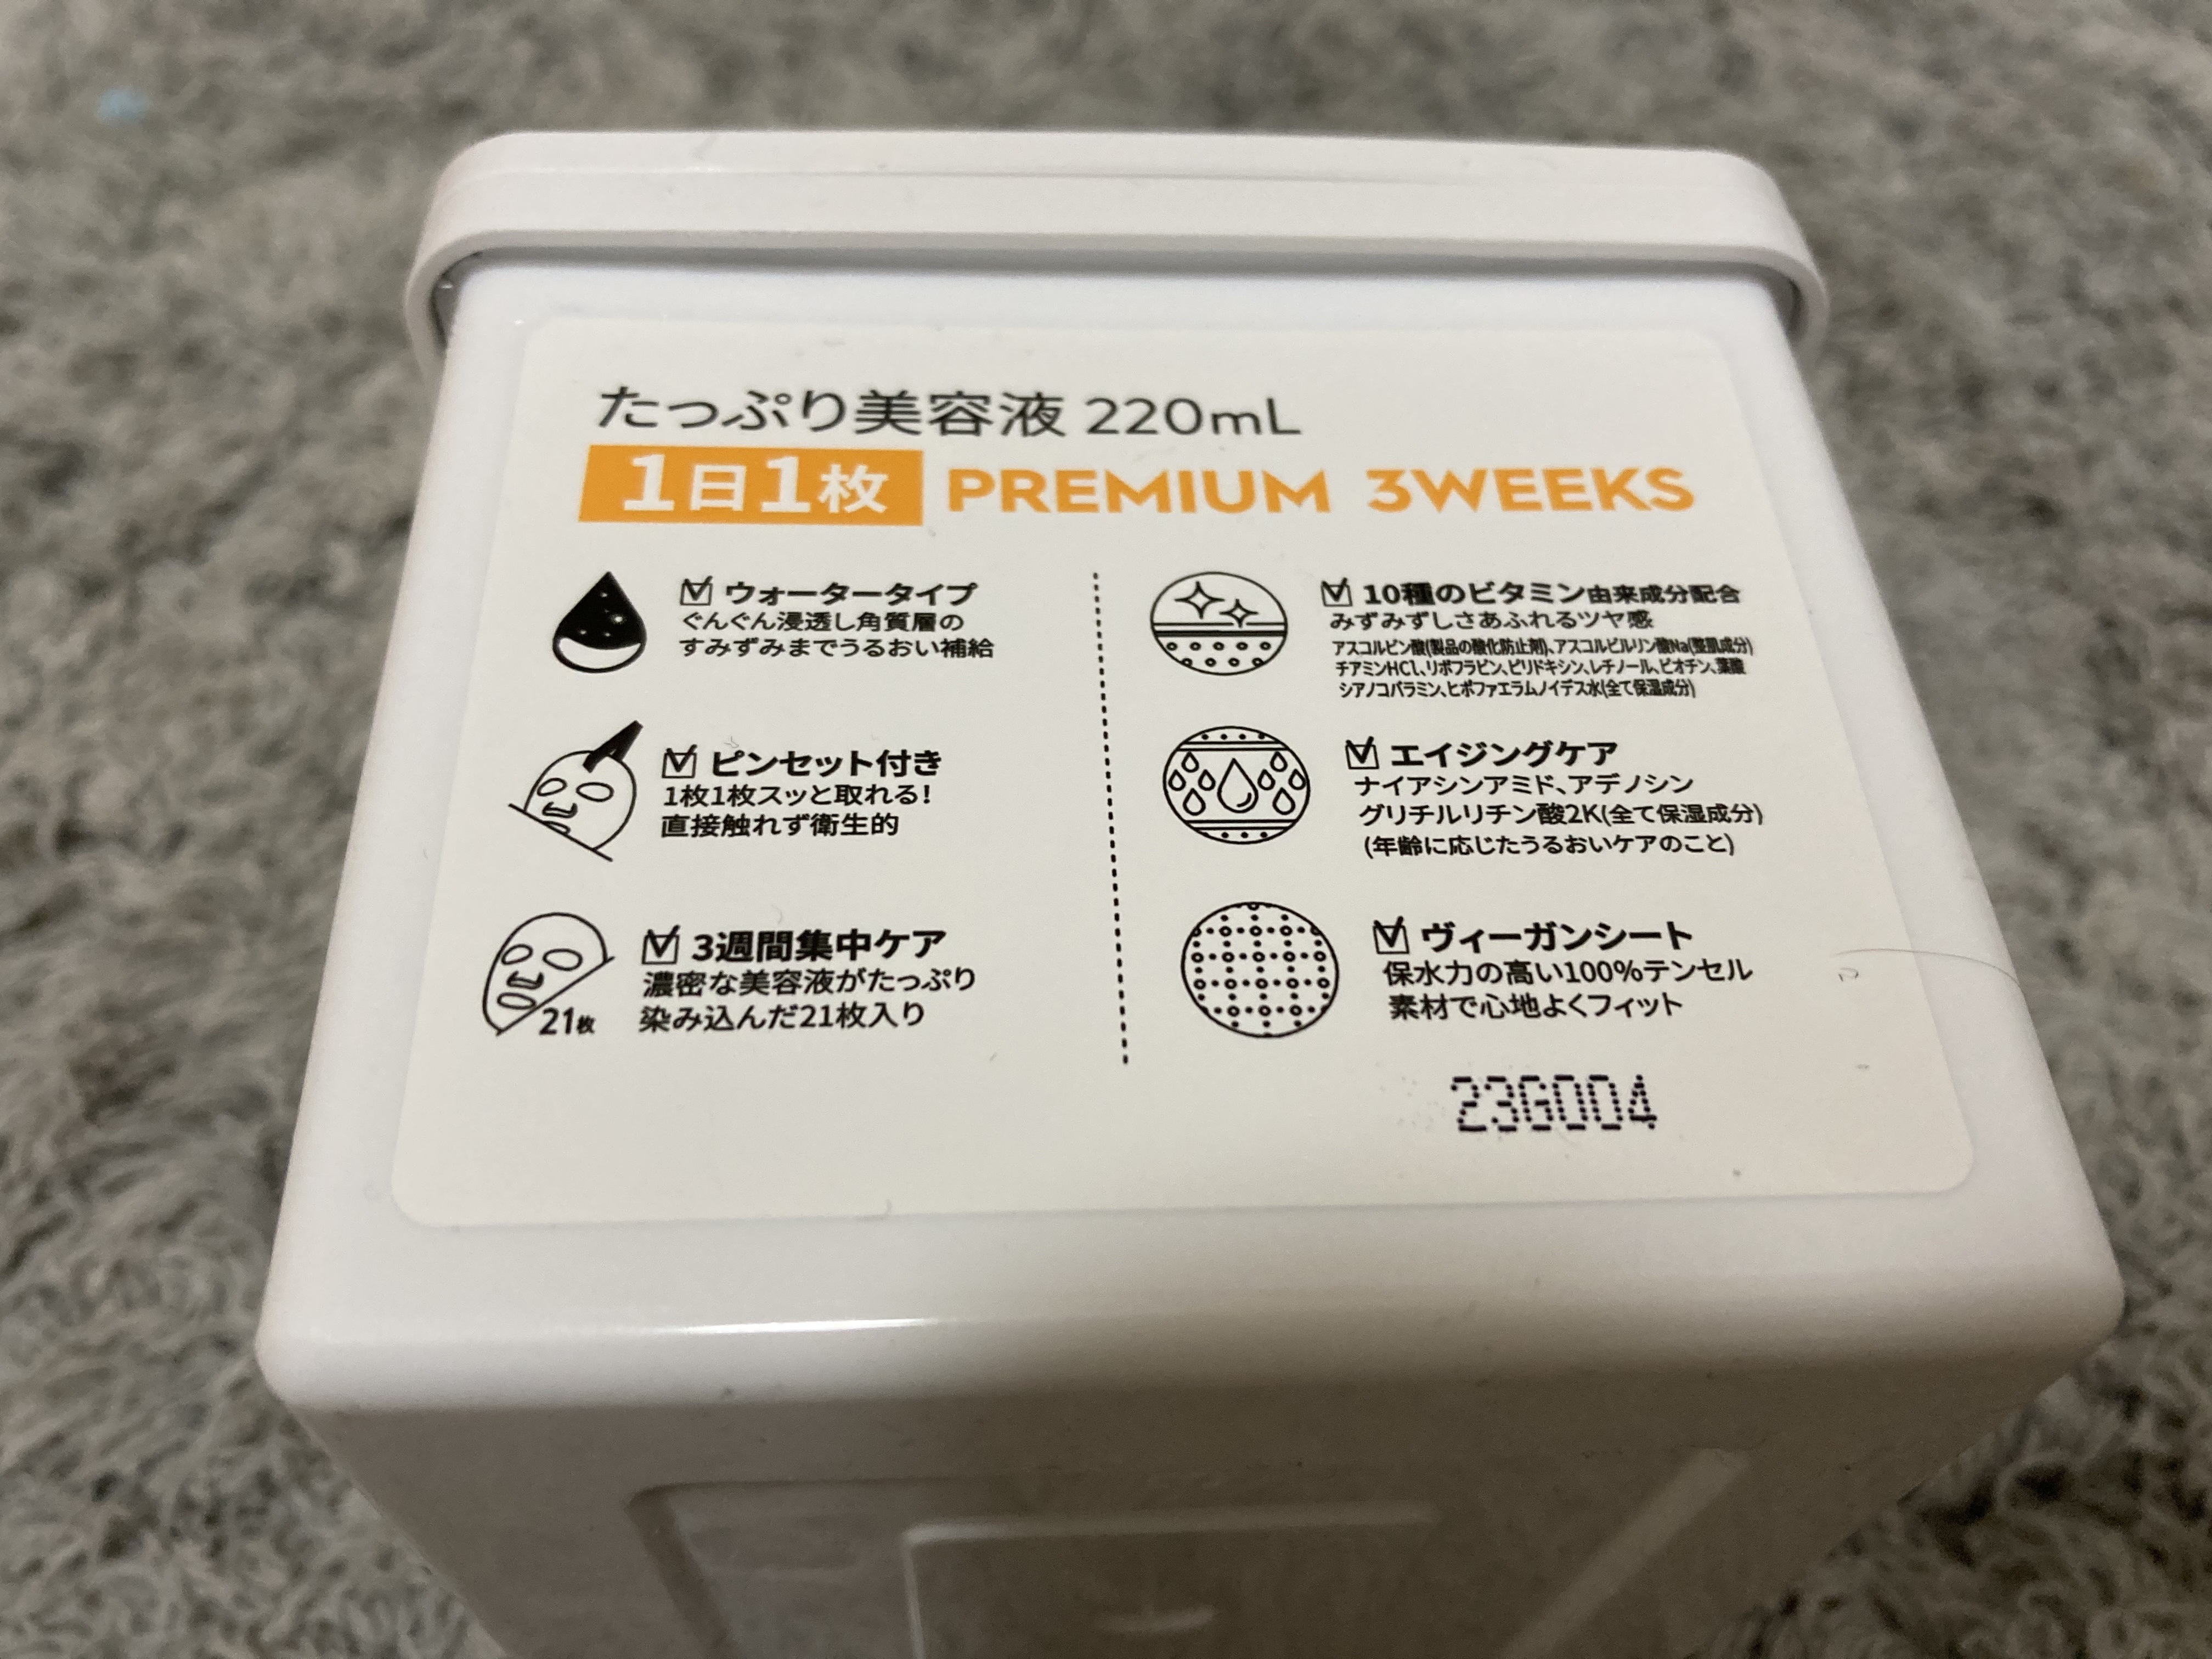 たっぷり美容液 220mL
1日1枚 PREMIUM 3WEEKS
ウォータータイプ
ぐんぐん浸透し角質層の
すみずみまでうるおい補給
ピンセット付き
1枚1枚スッと取れる!
直接触れず衛生的
21枚
3週間集中ケア
濃密な美容液がたっぷり
染み込んだ21枚入り
10種のビタミン由来成分配合
みずみずしさあふれるツヤ感
アスコルビン酸(製品の酸化防止剤)、アスコルビルリン酸Na(整肌成分)
チアミンHCl、リボフラビン、ピリドキシン、レチノール、ビオチン、葉酸
シアノコバラミン、ヒポファエラムノイデス水(全て保湿成分)
エイジングケア
ナイアシンアミド、アデノシン
グリチルリチン酸2K(全て保湿成分)
(年齢に応じたうるおいケアのこと)
ヴィーガンシート
保水力の高い100%テンセル
素材で心地よくフィット
23G004